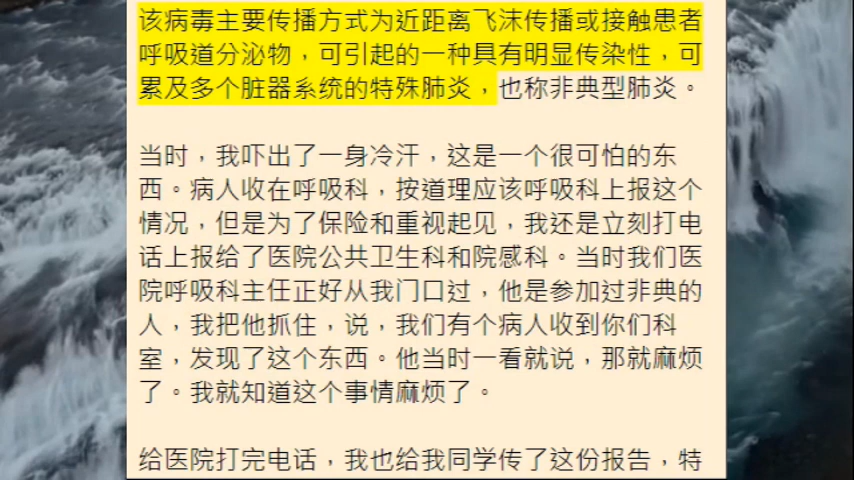 该病毒主要传播方式为近距离飞沫传播或接触患者
呼吸道分泌物，可引起的一种具有明显传染性，可
累及多个脏器系统的特殊肺炎，也称非典型肺炎。
当时，我吓出了一身冷汗，这是一个很可怕的东
西。病人收在呼吸科，按道理应该呼吸科上报这个
情况，但是为了保险和重视起见，我还是立刻打电
话上报给了医院公共卫生科和院感科。当时我们医
院呼吸科主任正好从我门口过，他是参加过非典的
人，我把他抓住，说，我们有个病人收到你们科
室，发现了这个东西。他当时一看就说，那就麻烦
了。我就知道这个事情麻烦了。
给医院打完电话，我也给我同学传了这份报告，特